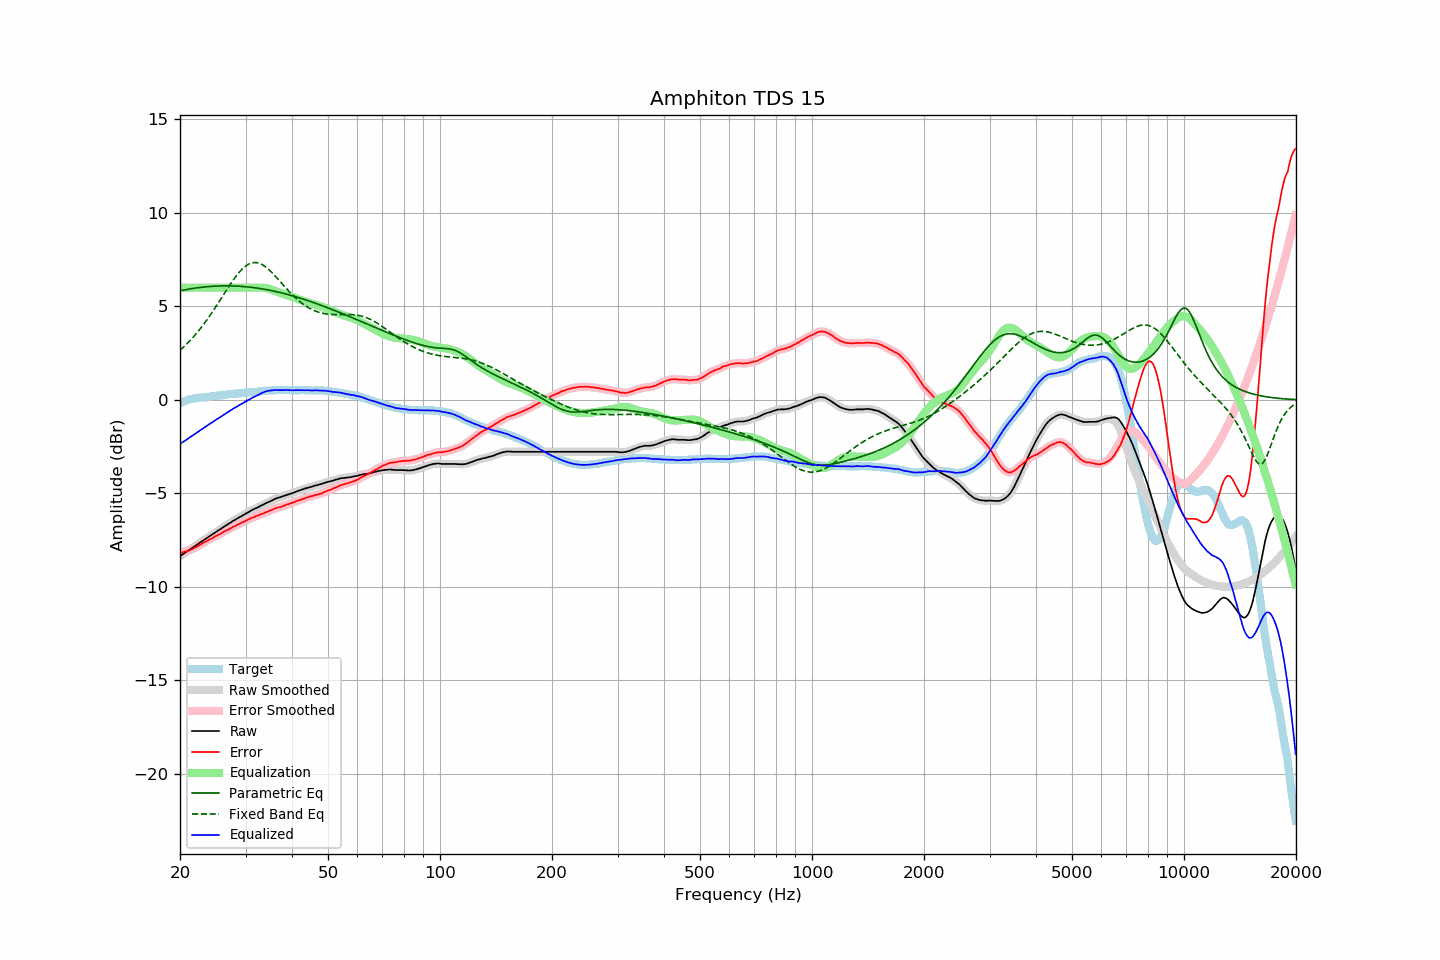 Amphiton TDS 15
15
10
5
0
−5
−10
−15
−20
Amplitude (dBr)
Target
Raw Smoothed
Error Smoothed
Raw
Error
Equalization
Parametric Eq
Fixed Band Eq
Equalized
20 50 100 200 500 1000 2000 5000 10000 20000
Frequency (Hz)